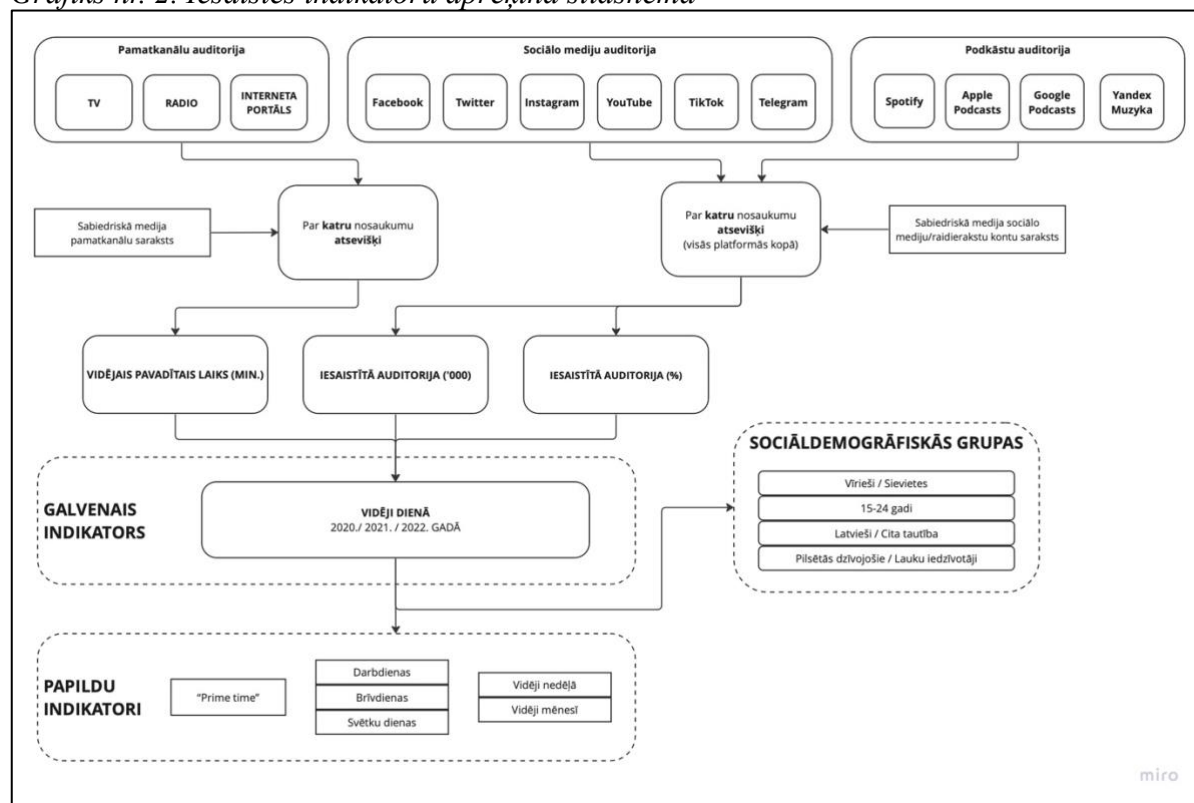 Grafiks nr. 2. Iesaistes indikatoru aprēķina shāsnēma
Pamatkanālu auditorija
TV
RADIO
INTERNETA
PORTĀLS
Sociālo mediju auditorija
Facebook
Twitter
Instagram
YouTube
TikTok
Telegram
Podkāstu auditorija
Spotify
Apple
Podcasts
Google
Podcasts
Yandex
Muzyka
Sabiedriskā medija
pamatkanālu saraksts
Par katru nosaukumu
atsevišķi
Par katru nosaukumu
atsevišķi
(visās platformās kopā)
Sabiedriskā medija sociālo
mediju/raidierakstu kontu saraksts
VIDĒJAIS PAVADĪTAIS LAIKS (MIN.)
IESAISTĪTĀ AUDITORIJA ('000)
IESAISTĪTĀ AUDITORIJA (%)
GALVENAIS
INDIKATORS
VIDĒJI DIENĀ
2020./ 2021. / 2022. GADĀ
SOCIĀLDEMOGRĀFISKĀS GRUPAS
Vīrieši / Sievietes
15-24 gadi
Latvieši / Cita tautība
Pilsētās dzīvojošie / Lauku iedzīvotāji
PAPILDU
INDIKATORI
"Prime time"
Darbdienas
Brīvdienas
Svētku dienas
Vidēji nedēļā
Vidēji mēnesī
miro